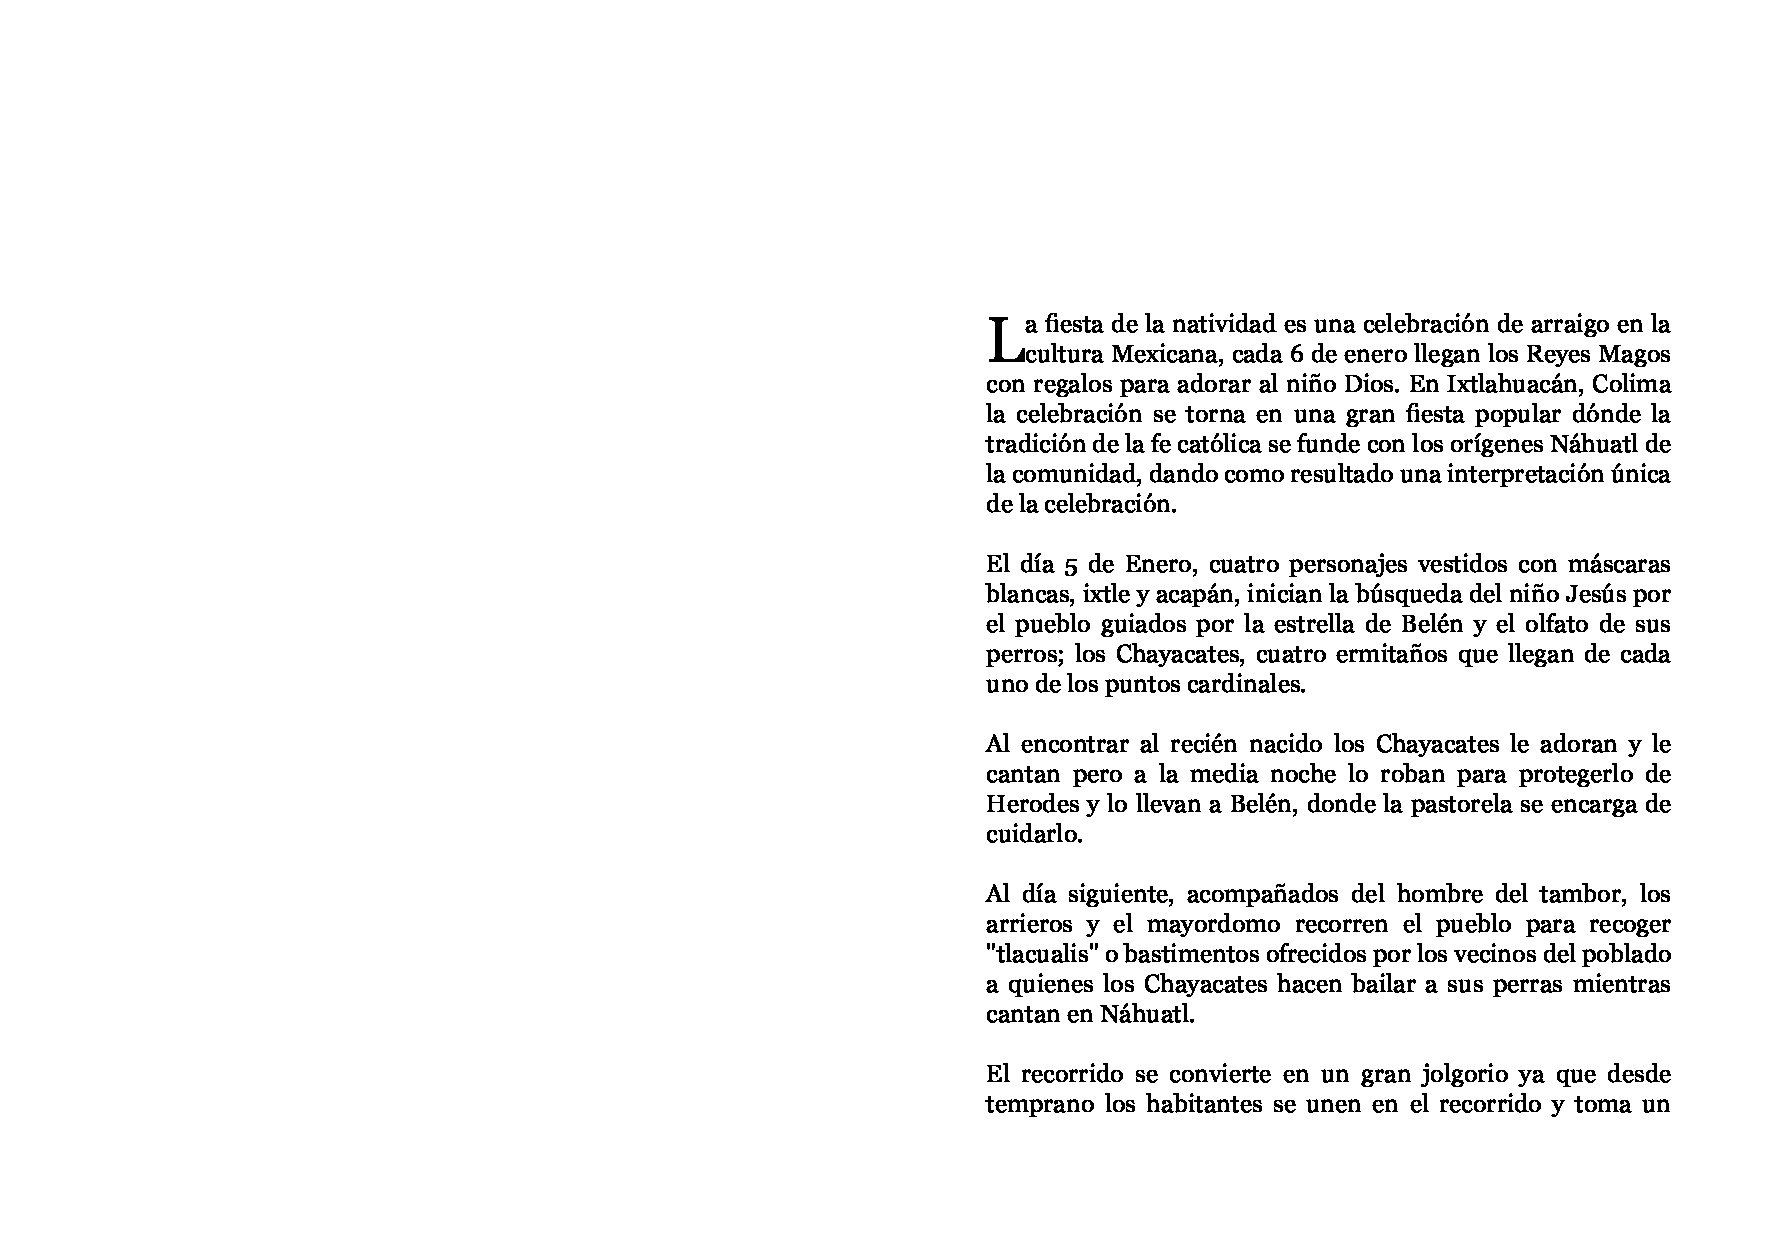 La fiesta de la natividad es una celebración de arraigo en la
cultura Mexicana, cada 6 de enero llegan los Reyes Magos
con regalos para adorar al niño Dios. En Ixtlahuacán, Colima
la celebración se torna en una gran fiesta popular dónde la
tradición de la fe católica se funde con los orígenes Náhuatl de
la comunidad, dando como resultado una interpretación única
de la celebración.
El día 5 de Enero, cuatro personajes vestidos con máscaras
blancas, ixtle y acapán, inician la búsqueda del niño Jesús por
el pueblo guiados por la estrella de Belén y el olfato de sus
perros; los Chayacates, cuatro ermitaños que llegan de cada
uno de los puntos cardinales.
Al encontrar al recién nacido los Chayacates le adoran y le
cantan pero a la media noche lo roban para protegerlo de
Herodes y lo llevan a Belén, donde la pastorela se encarga de
cuidarlo.
Al día siguiente, acompañados del hombre del tambor, los
arrieros y el mayordomo recorren el pueblo para recoger
"tlacualis" o bastimentos ofrecidos por los vecinos del poblado
a quienes los Chayacates hacen bailar a sus perras mientras
cantan en Náhuatl.
El recorrido se convierte en un gran jolgorio ya que desde
temprano los habitantes se unen en el recorrido y toma un